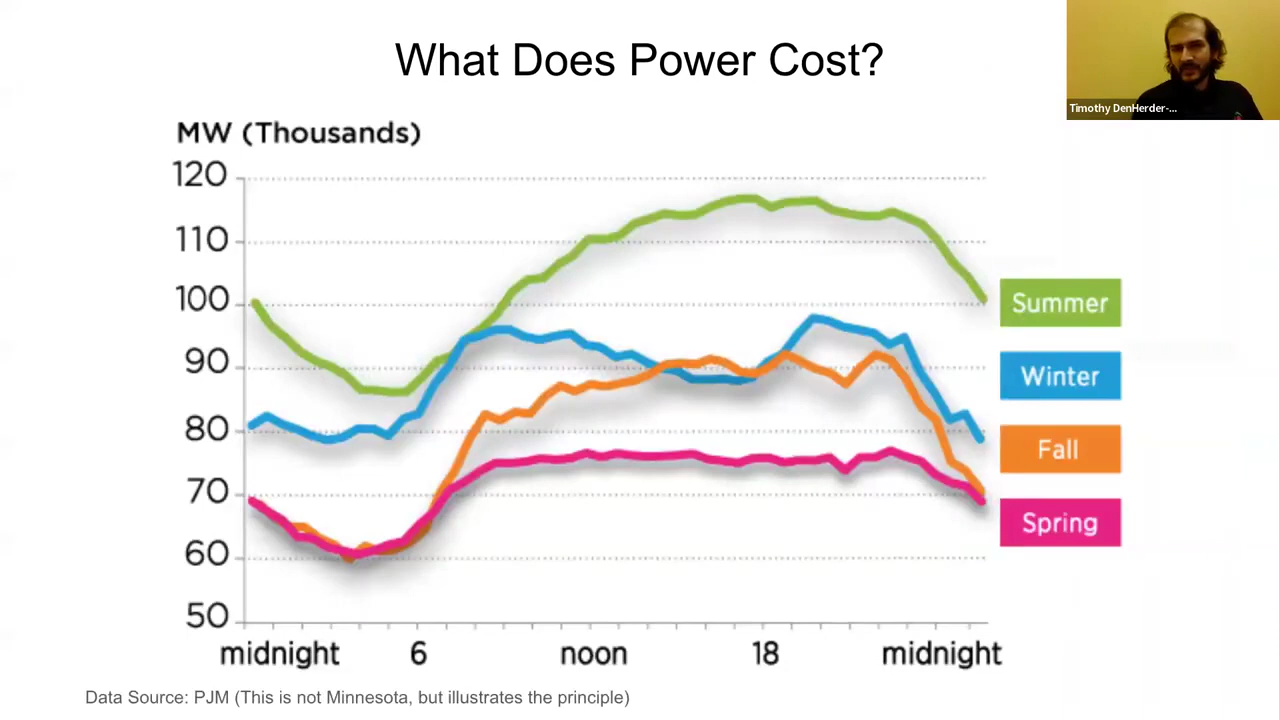 What Does Power Cost?
Timothy DenHerder-...
MW (Thousands)
120
110
100
90
80
70
60
50
midnight 6 noon 18 midnight
Summer
Winter
Fall
Spring
Data Source: PJM (This is not Minnesota, but illustrates the principle)